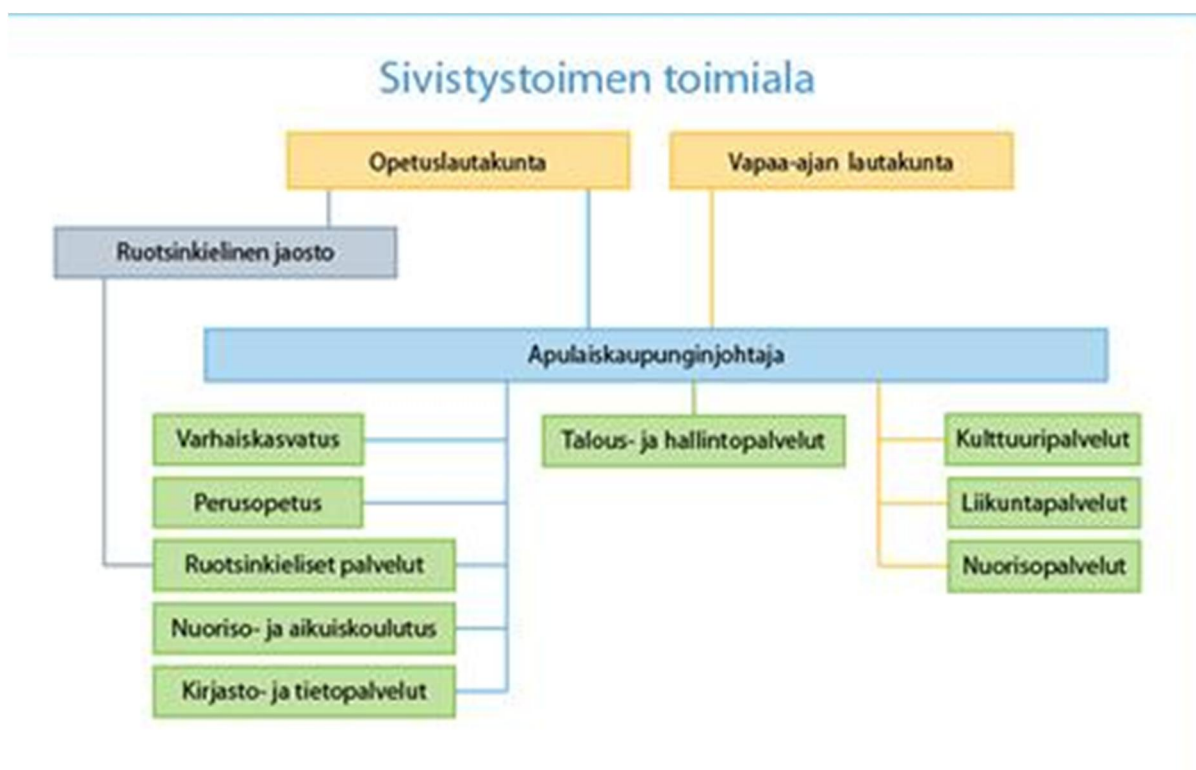 Sivistystoimen toimiala
Opetuslautakunta
Vapaa-ajan lautakunta
Ruotsinkielinen jaosto
Apulaiskaupunginjohtaja
Varhaiskasvatus
Perusopetus
Ruotsinkieliset palvelut
Nuoriso- ja aikuiskoulutus
Kirjasto- ja tietopalvelut
Talous- ja hallintopalvelut
Kulttuuripalvelut
Liikuntapalvelut
Nuorisopalvelut